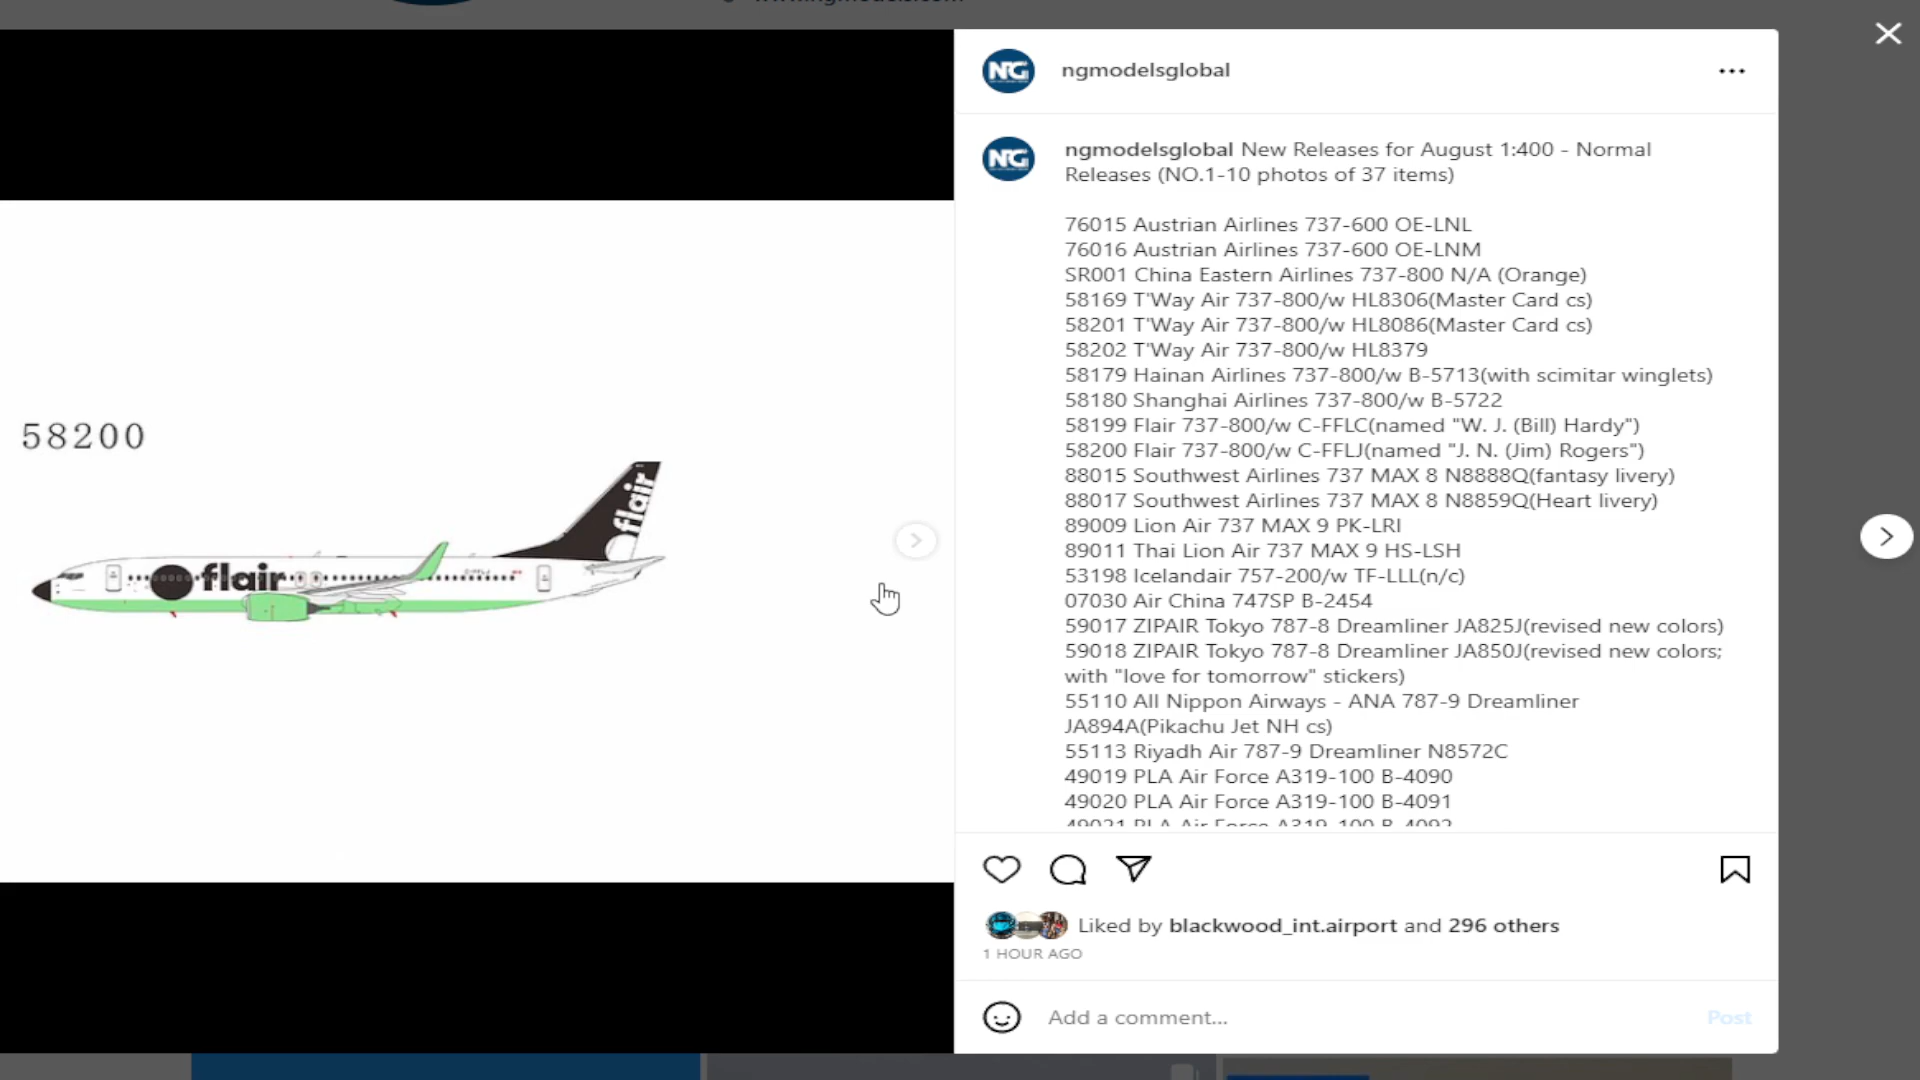 NG ngmodelsglobal
NG ngmodelsglobal New Releases for August 1:400 - Normal
Releases (NO.1-10 photos of 37 items)
76015 Austrian Airlines 737-600 OE-LNL
76016 Austrian Airlines 737-600 OE-LNM
SR001 China Eastern Airlines 737-800 N/A (Orange)
58169 T'Way Air 737-800/w HL8306(Master Card cs)
58201 T'Way Air 737-800/w HL8086(Master Card cs)
58202 T'Way Air 737-800/w HL8379
58179 Hainan Airlines 737-800/w B-5713(with scimitar winglets)
58180 Shanghai Airlines 737-800/w B-5722
58199 Flair 737-800/w C-FFLC(named "W. J. (Bill) Hardy")
58200 Flair 737-800/w C-FFLJ(named "J. N. (Jim) Rogers")
88015 Southwest Airlines 737 MAX 8 N8888Q(fantasy livery)
88017 Southwest Airlines 737 MAX 8 N8859Q(Heart livery)
89009 Lion Air 737 MAX 9 PK-LRI
89011 Thai Lion Air 737 MAX 9 HS-LSH
53198 Icelandair 757-200/w TF-LLL(n/c)
07030 Air China 747SP B-2454
59017 ZIPAIR Tokyo 787-8 Dreamliner JA825J(revised new colors)
59018 ZIPAIR Tokyo 787-8 Dreamliner JA850J(revised new colors;
with "love for tomorrow" stickers)
55110 All Nippon Airways - ANA 787-9 Dreamliner
JA894A(Pikachu Jet NH cs)
55113 Riyadh Air 787-9 Dreamliner N8572C
49019 PLA Air Force A319-100 B-4090
49020 PLA Air Force A319-100 B-4091
49021 PLA Air Force A319-100 B-4092
Liked by blackwood_int.airport and 296 others
1 HOUR AGO
Add a comment...
Post
58200
flair
flair